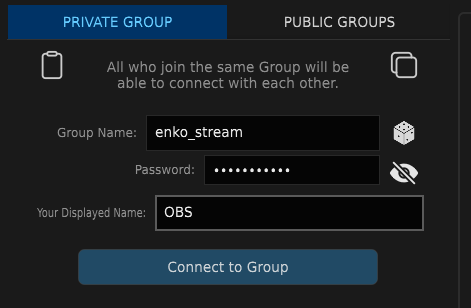 PRIVATE GROUP
PUBLIC GROUPS
All who join the same Group will be
able to connect with each other.
Group Name: enko_stream
Password: •••••••••••
Your Displayed Name: OBS
Connect to Group